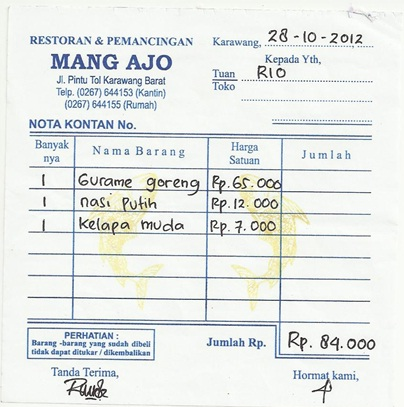 RESTORAN & PEMANCINGAN
MANG AJO
Jl. Pintu Tol Karawang Barat
Telp. (0267) 644153 (Kantin)
(0267) 644155 (Rumah)
Karawang, 28-10-2012
Kepada Yth,
Tuan RIO
Toko
NOTA KONTAN No.
Banyak nya Nama Barang Harga Satuan Jumlah
1 Gurame goreng Rp. 65.000
1 nasi putih Rp. 12.000
1 kelapa muda Rp. 7.000
PERHATIAN :
Barang -barang yang sudah dibeli
tidak dapat ditukar / dikembalikan
Jumlah Rp. Rp. 84.000
Tanda Terima, Hormat kami,